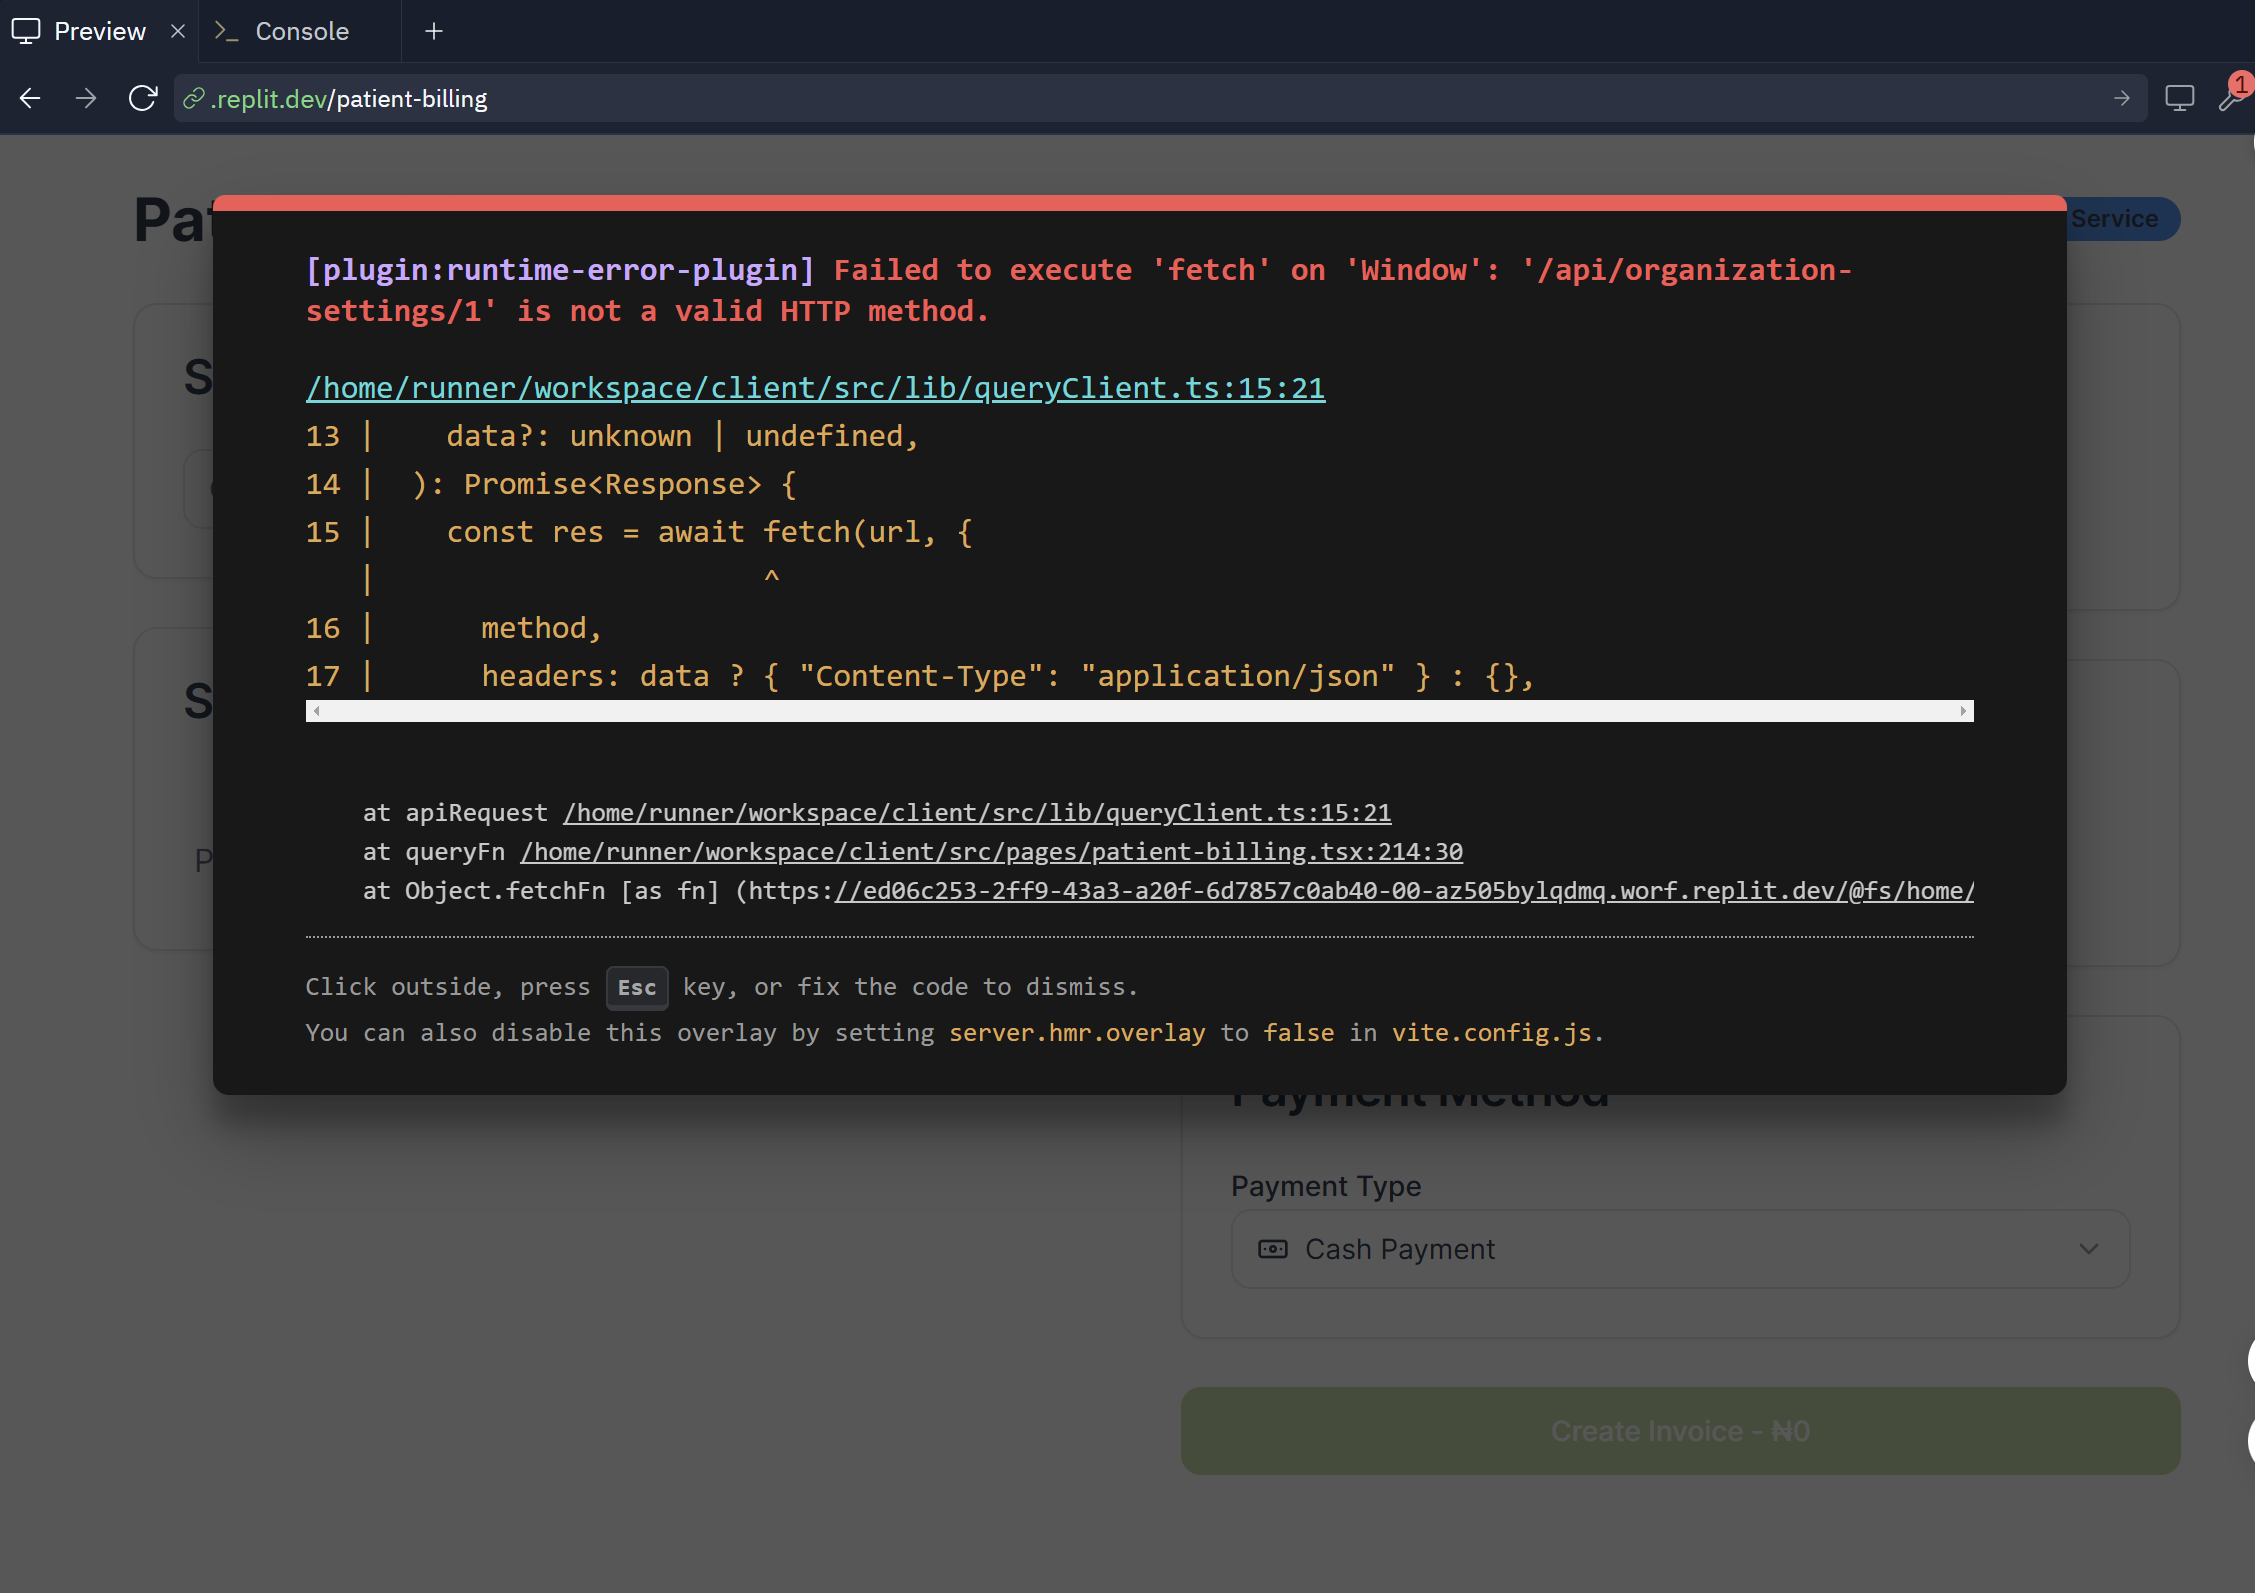 Preview
Console
.replit.dev/patient-billing
1
Pat
Service
[plugin:runtime-error-plugin] Failed to execute 'fetch' on 'Window': '/api/organization-
settings/1' is not a valid HTTP method.
/home/runner/workspace/client/src/lib/queryClient.ts:15:21
13 |    data?: unknown | undefined,
14 |  ): Promise<Response> {
15 |    const res = await fetch(url, {
|                       ^
16 |      method,
17 |      headers: data ? { "Content-Type": "application/json" } : {},
at apiRequest /home/runner/workspace/client/src/lib/queryClient.ts:15:21
at queryFn /home/runner/workspace/client/src/pages/patient-billing.tsx:214:30
at Object.fetchFn [as fn] (https://ed06c253-2ff9-43a3-a20f-6d7857c0ab40-00-az505bylqdmq.worf.replit.dev/@fs/home/
Click outside, press Esc key, or fix the code to dismiss.
You can also disable this overlay by setting server.hmr.overlay to false in vite.config.js.
S
S
P
Payment Method
Payment Type
Cash Payment
Create Invoice - ₦0